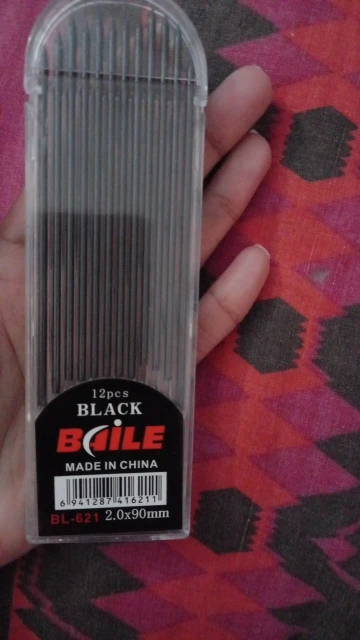 12pcs
BLACK
BAILE
MADE IN CHINA
6 941287 416211
BL-621 2.0x90mm